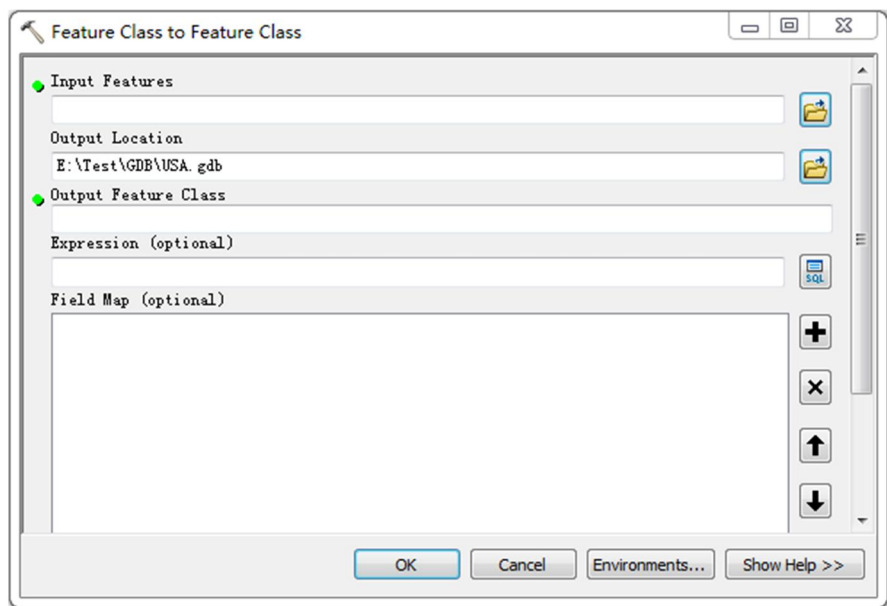 Feature Class to Feature Class
Input Features
Output Location
E:\Test\GDB\USA.gdb
Output Feature Class
Expression (optional)
SQL
Field Map (optional)
OK Cancel Environments... Show Help >>